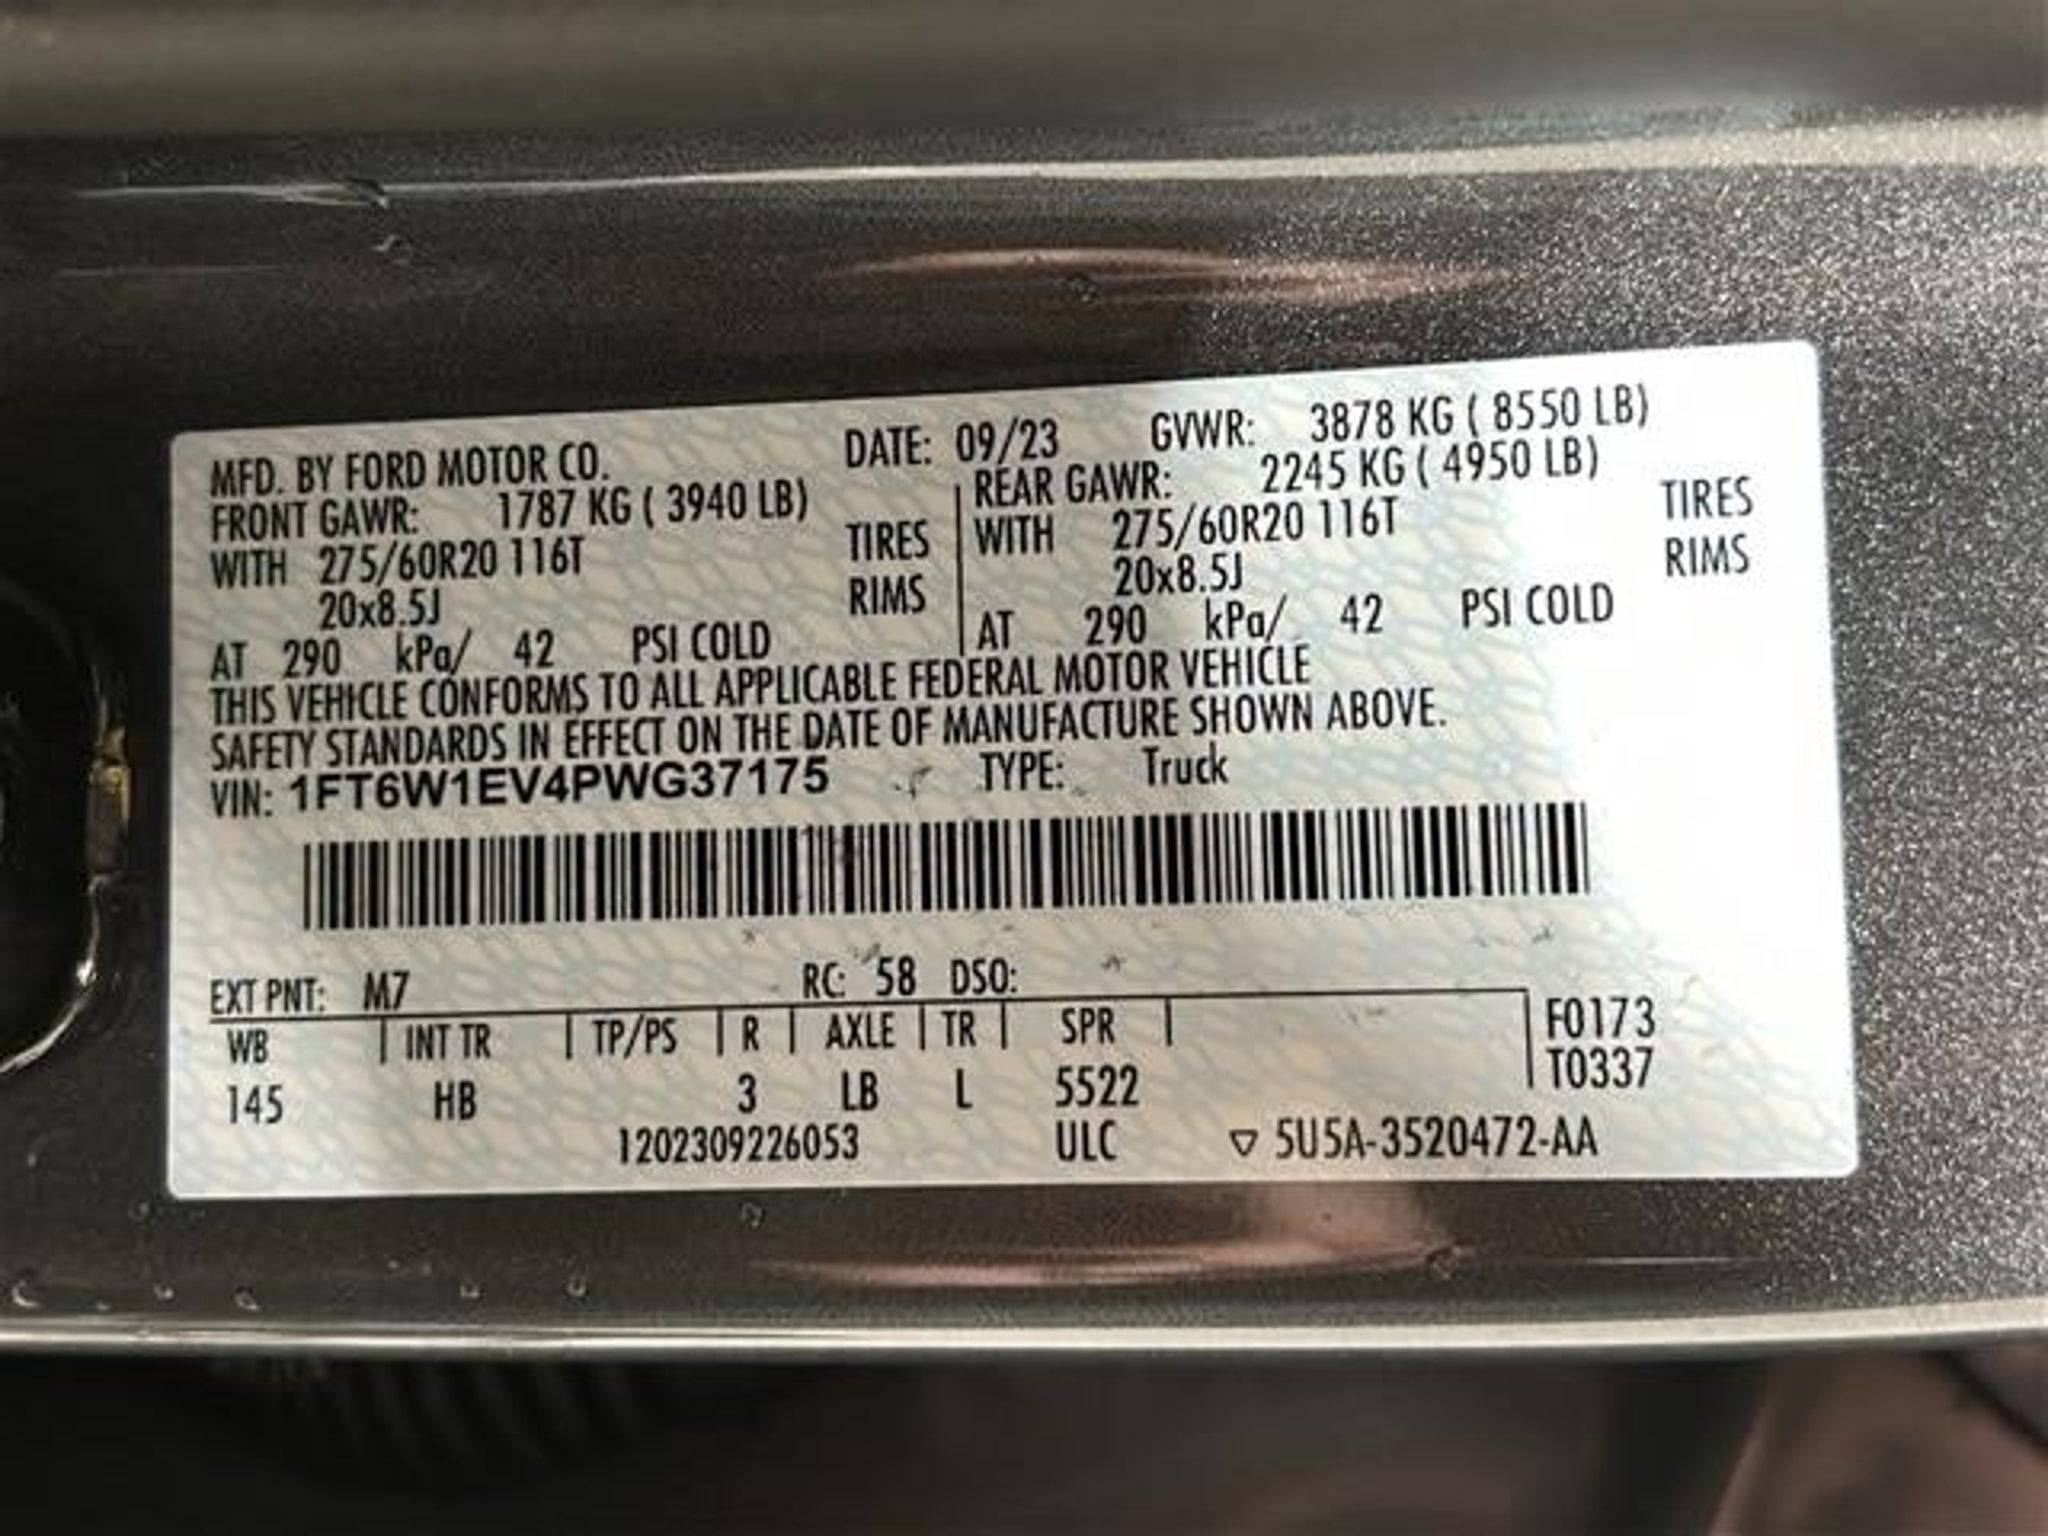 MFD. BY FORD MOTOR CO. DATE: 09/23 GVWR: 3878 KG ( 8550 LB)
FRONT GAWR: 1787 KG ( 3940 LB) REAR GAWR: 2245 KG ( 4950 LB)
WITH 275/60R20 116T TIRES WITH 275/60R20 116T TIRES
20x8.5J RIMS 20x8.5J RIMS
AT 290 kPa/ 42 PSI COLD AT 290 kPa/ 42 PSI COLD
THIS VEHICLE CONFORMS TO ALL APPLICABLE FEDERAL MOTOR VEHICLE
SAFETY STANDARDS IN EFFECT ON THE DATE OF MANUFACTURE SHOWN ABOVE.
VIN: 1FT6W1EV4PWG37175 TYPE: Truck
EXT PNT: M7 RC: 58 DSO:
WB INT TR TP/PS R AXLE TR SPR F0173
145 HB 3 LB L 5522 T0337
1202309226053 ULC ▽ 5U5A-3520472-AA